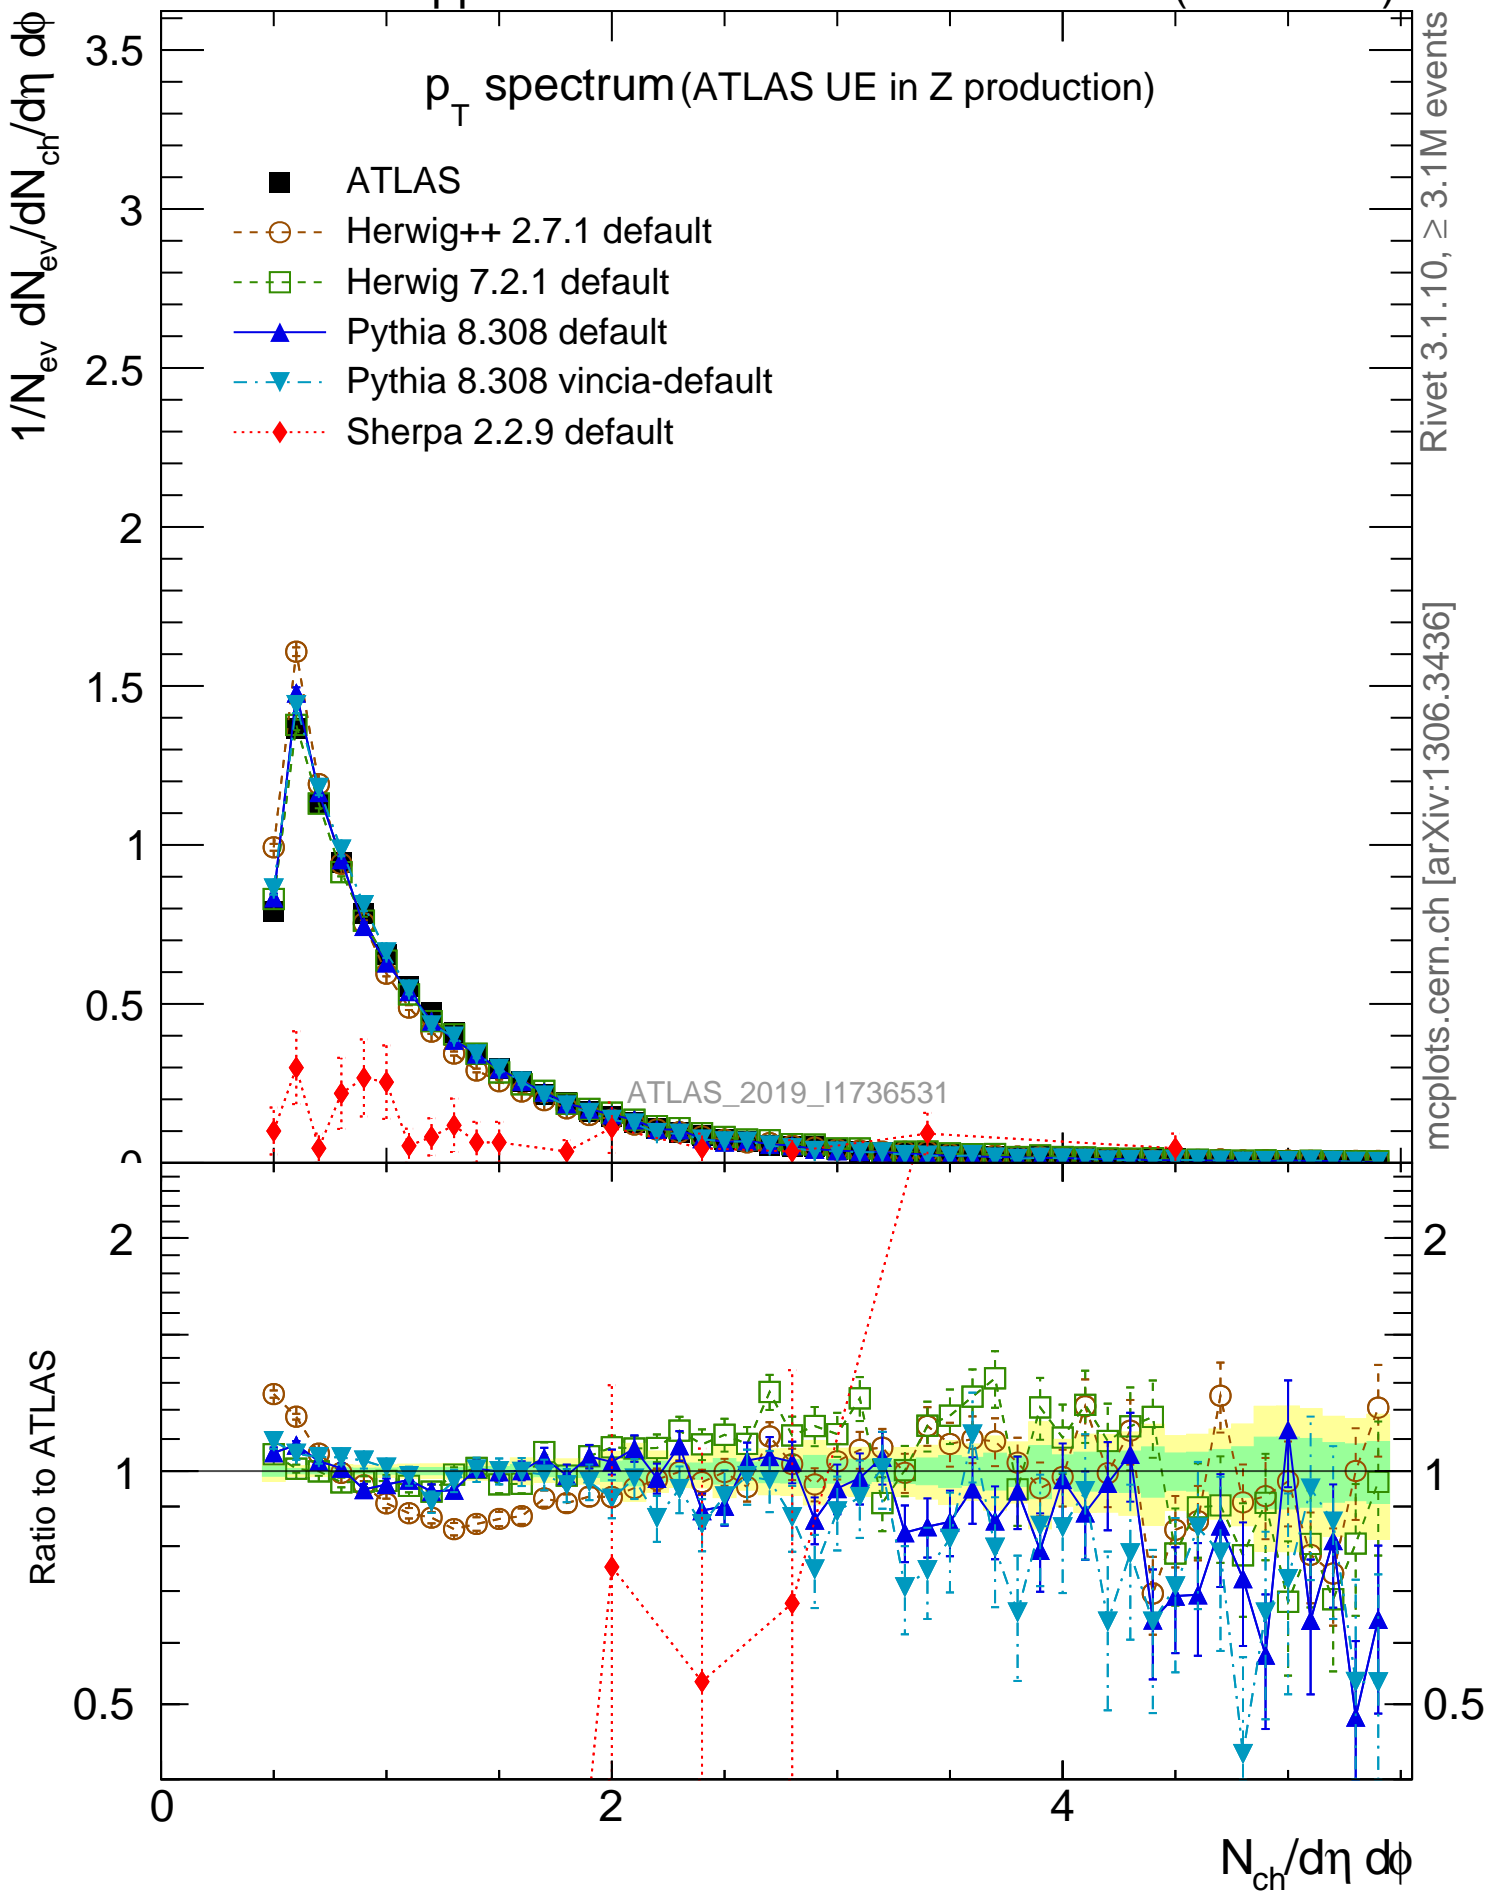 pp
1/N_ev dN_ev/dN_ch/dη dϕ
p_T spectrum (ATLAS UE in Z production)
ATLAS
Herwig++ 2.7.1 default
Herwig 7.2.1 default
Pythia 8.308 default
Pythia 8.308 vincia-default
Sherpa 2.2.9 default
3.5
3
2.5
2
1.5
1
0.5
0
ATLAS_2019_I1736531
Rivet 3.1.10, ≥ 3.1M events
mcplots.cern.ch [arXiv:1306.3436]
Ratio to ATLAS
2
1
0.5
2
1
0.5
0 2 4
N_ch/dη dϕ